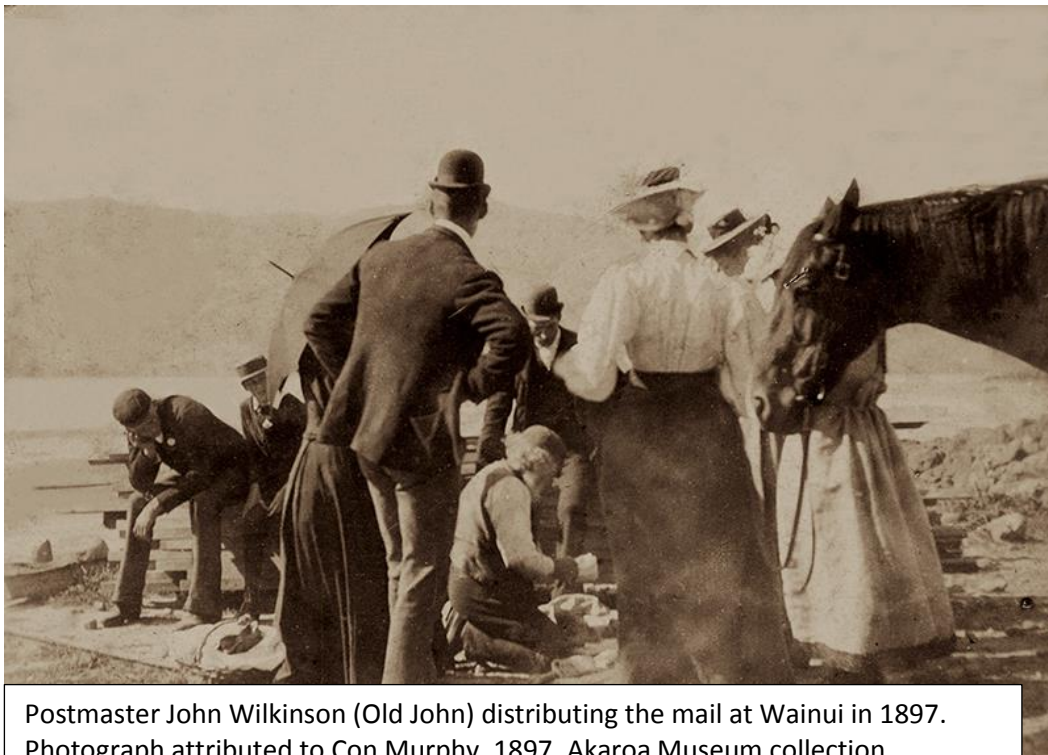 Postmaster John Wilkinson (Old John) distributing the mail at Wainui in 1897.
Photograph attributed to Con Murphy, 1897. Akaroa Museum collection